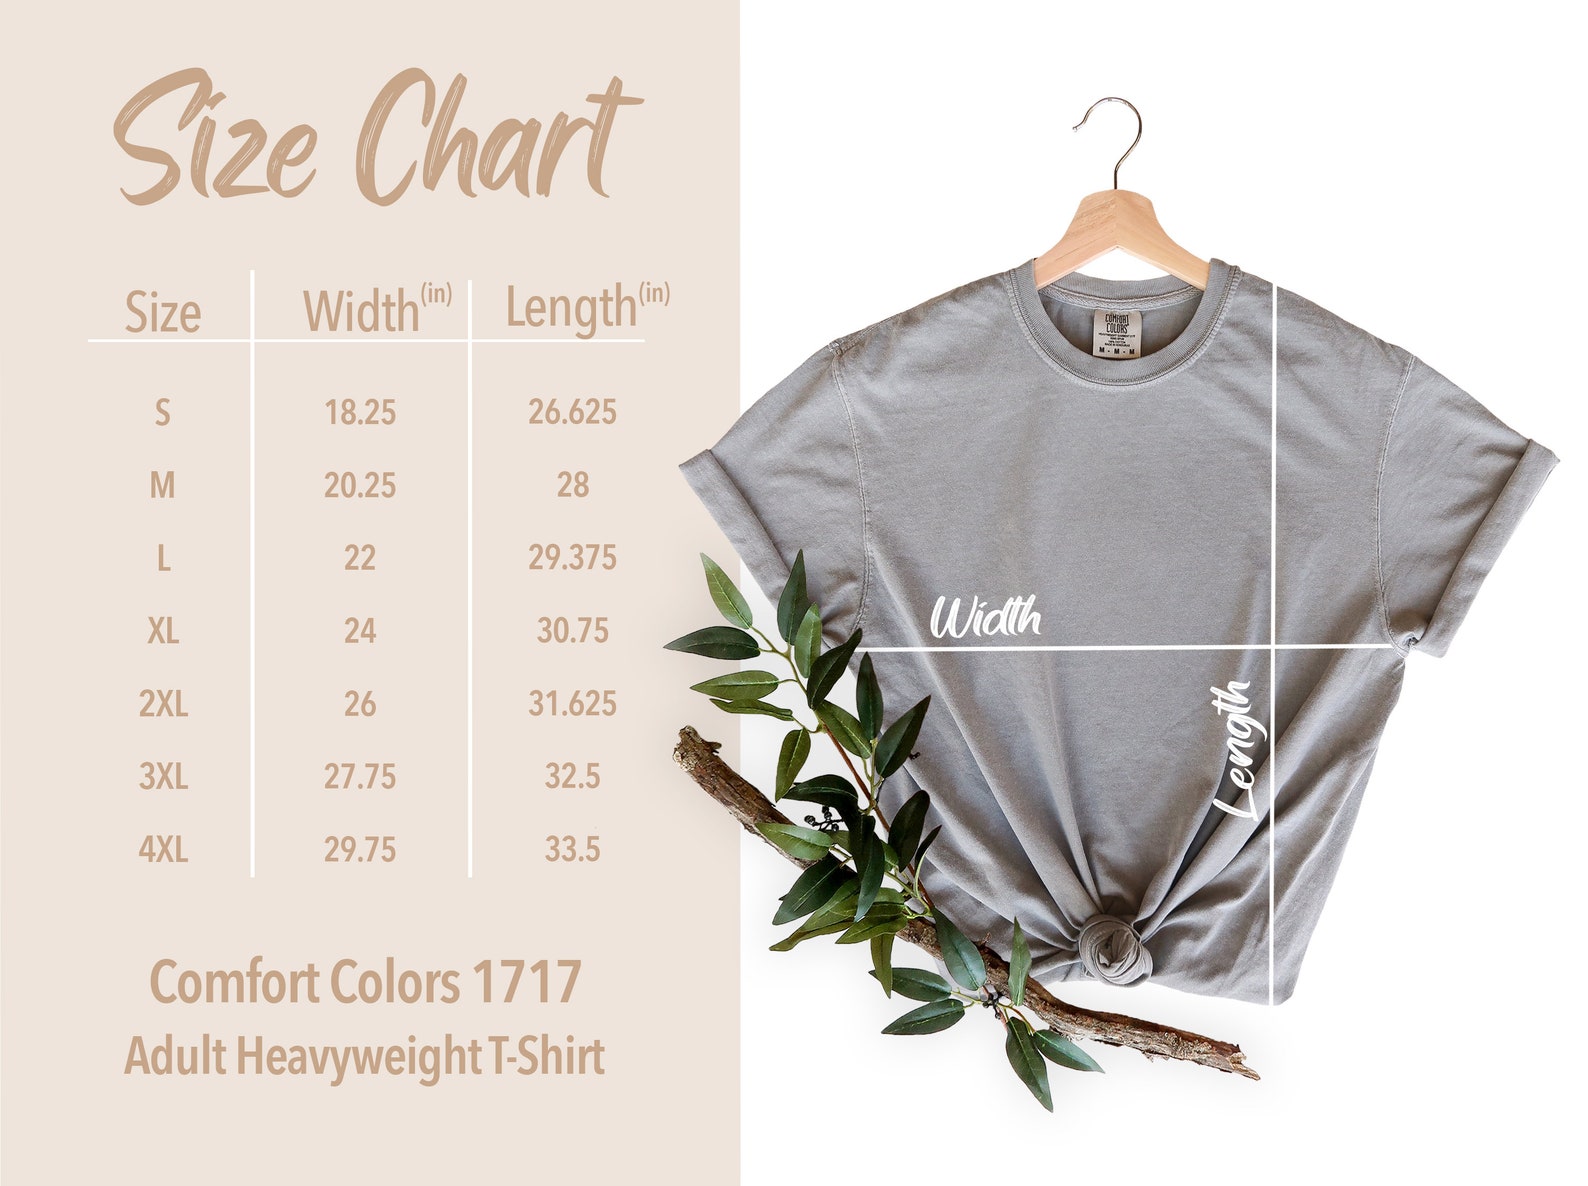 Size Chart
Size Width (in) Length (in)
S 18.25 26.625
M 20.25 28
L 22 29.375
XL 24 30.75
2XL 26 31.625
3XL 27.75 32.5
4XL 29.75 33.5
Comfort Colors 1717
Adult Heavyweight T-Shirt
COMFORT
COLORS
M - M - M
Width
Length